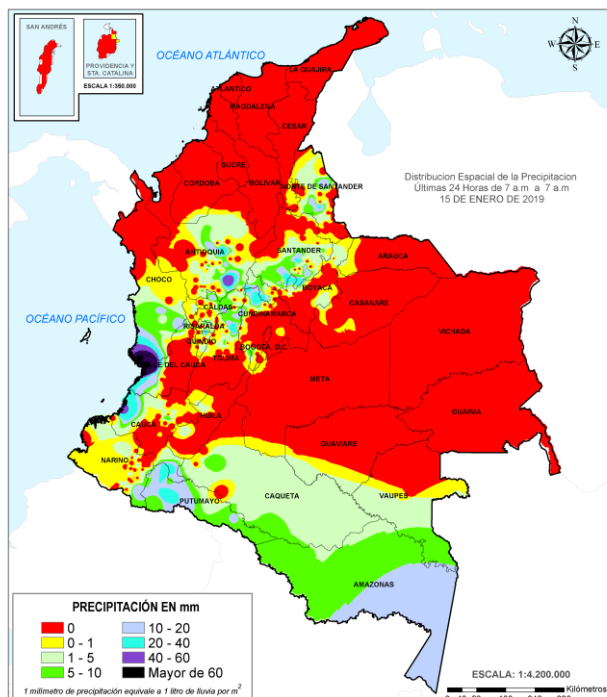 SAN ANDRÉS
PROVIDENCIA Y
STA. CATALINA
ESCALA 1:350.000
OCÉANO ATLÁNTICO
N
W
E
S
LA GUAJIRA
ATLANTICO
MAGDALENA
CESAR
Distribucion Espacial de la Precipitacion
Últimas 24 Horas de 7 a.m a 7 a.m
15 DE ENERO DE 2019
SUCRE
CORDOBA
BOLIVAR
NORTE DE SANTANDER
ANTIOQUIA
SANTANDER
ARAUCA
CHOCO
BOYACA
CASANARE
CALDAS
CUNDINAMARCA
OCÉANO PACÍFICO
RISARALDA
VICHADA
QUINDIO
BOGOTA, D.C.
TOLIMA
VALLE DEL CAUCA
META
GUAINIA
HUILA
CAUCA
GUAVIARE
NARIÑO
CAQUETA
VAUPES
PUTUMAYO
AMAZONAS
PRECIPITACIÓN EN mm
0
10 - 20
0 - 1
20 - 40
1 - 5
40 - 60
5 - 10
Mayor de 60
1 milímetro de precipitación equivale a 1 litro de lluvia por m²
ESCALA: 1:4.200.000
Kilómetros